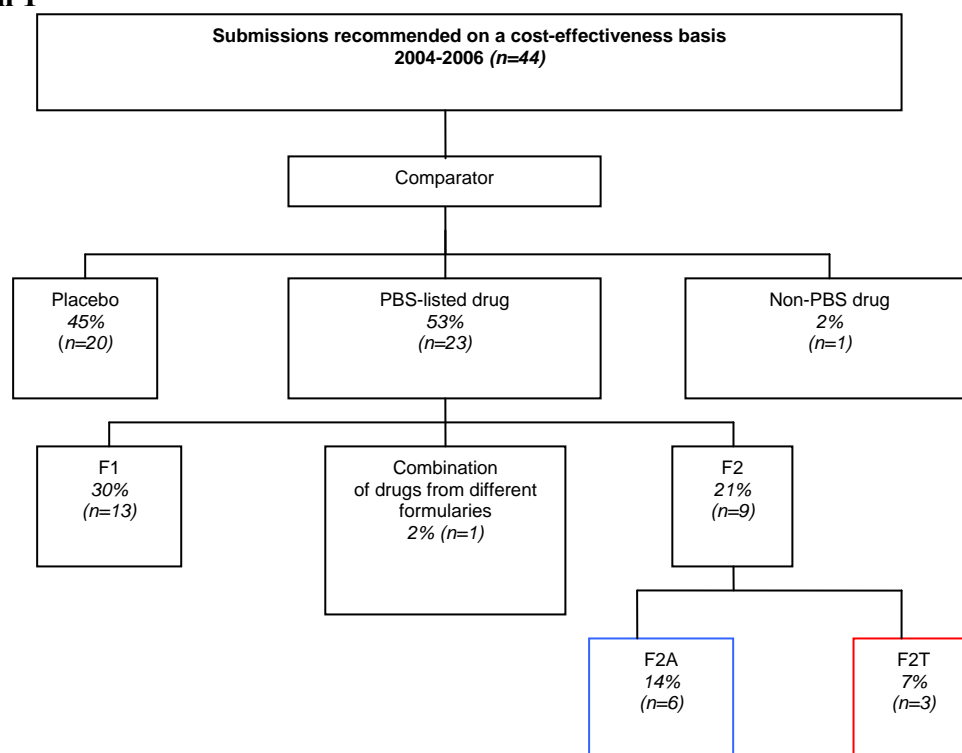 Submissions recommended on a cost-effectiveness basis
2004-2006 (n=44)
Comparator
Placebo
45%
(n=20)
PBS-listed drug
53%
(n=23)
Non-PBS drug
2%
(n=1)
F1
30%
(n=13)
Combination
of drugs from different
formularies
2% (n=1)
F2
21%
(n=9)
F2A
14%
(n=6)
F2T
7%
(n=3)